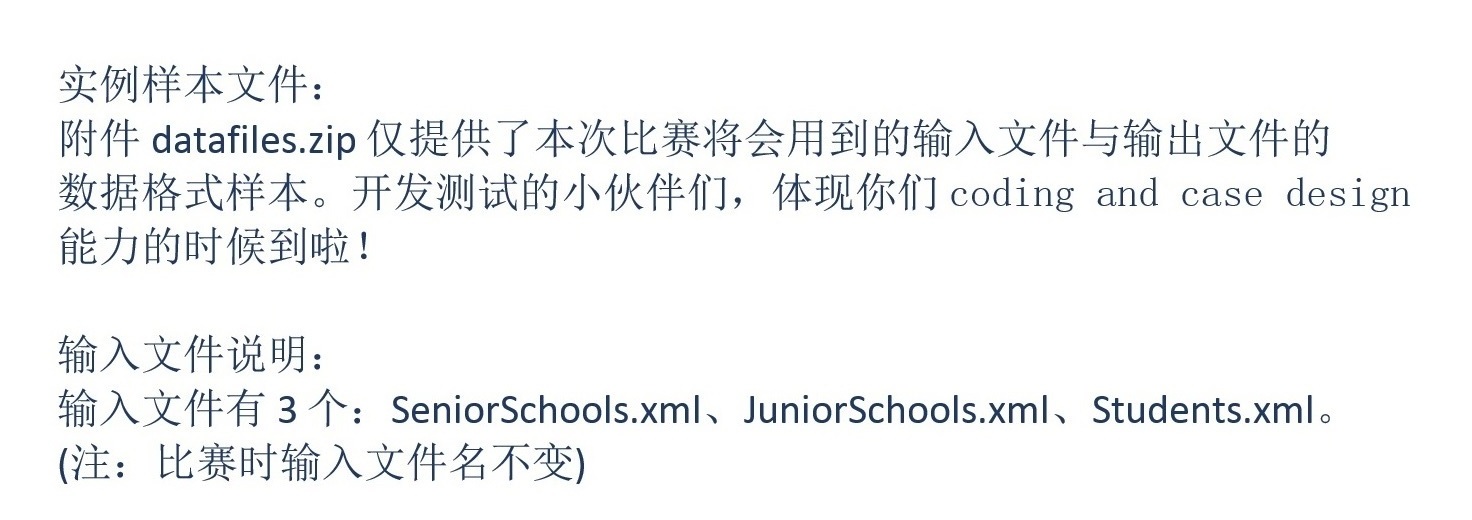 实例样本文件：
附件 datafiles.zip 仅提供了本次比赛将会用到的输入文件与输出文件的
数据格式样本。开发测试的小伙伴们，体现你们 coding and case design
能力的时候到啦！
输入文件说明：
输入文件有 3 个：SeniorSchools.xml、JuniorSchools.xml、Students.xml。
(注：比赛时输入文件名不变)